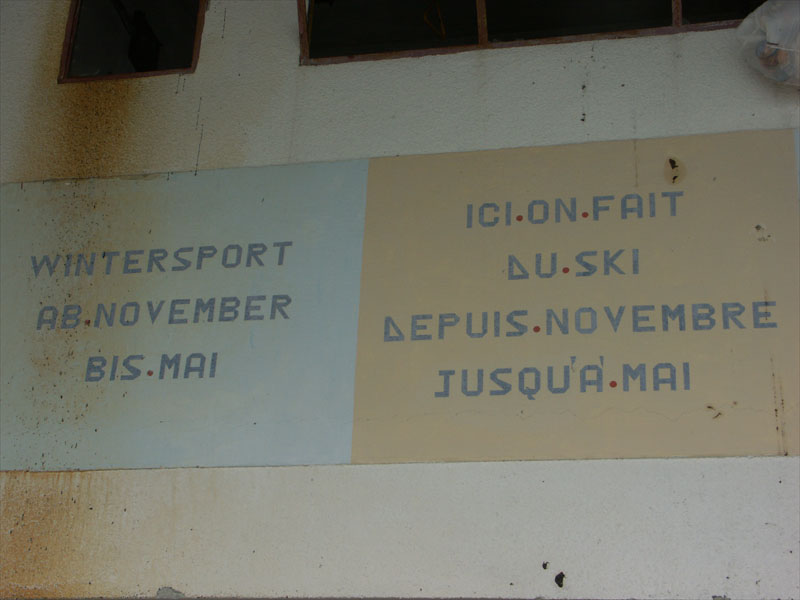 WINTERSPORT
AB.NOVEMBER
BIS.MAI
ICI.ON.FAIT
DU.SKI
DEPUIS.NOVEMBRE
JUSQU'À.MAI